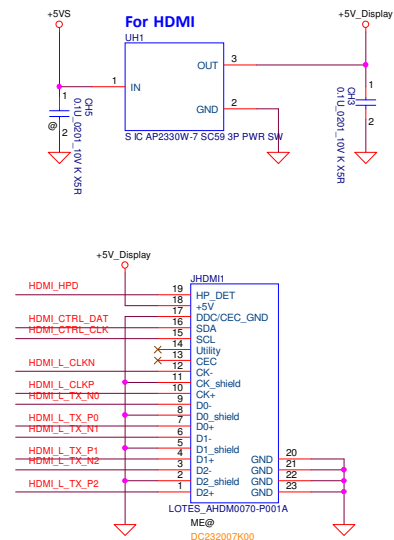 For HDMI
+5VS
+5V_Display
UH1
1
IN
OUT
3
GND
2
S IC AP2330W-7 SC59 3P PWR SW
1
CH5
0.1U_0201_10V K X5R
@
2
1
CH3
0.1U_0201_10V K X5R
2
+5V_Display
JHDMI1
HDMI_HPD
19
HP_DET
18
+5V
17
DDC/CEC_GND
HDMI_CTRL_DAT
16
SDA
HDMI_CTRL_CLK
15
SCL
14
Utility
13
CEC
HDMI_L_CLKN
12
CK-
11
CK_shield
HDMI_L_CLKP
10
CK+
HDMI_L_TX_N0
9
D0-
8
D0_shield
HDMI_L_TX_P0
7
D0+
HDMI_L_TX_N1
6
D1-
5
D1_shield
HDMI_L_TX_P1
4
D1+
GND
20
HDMI_L_TX_N2
3
D2-
GND
21
2
D2_shield
GND
22
HDMI_L_TX_P2
1
D2+
GND
23
LOTES_AHDM0070-P001A
ME@
DC232007K00